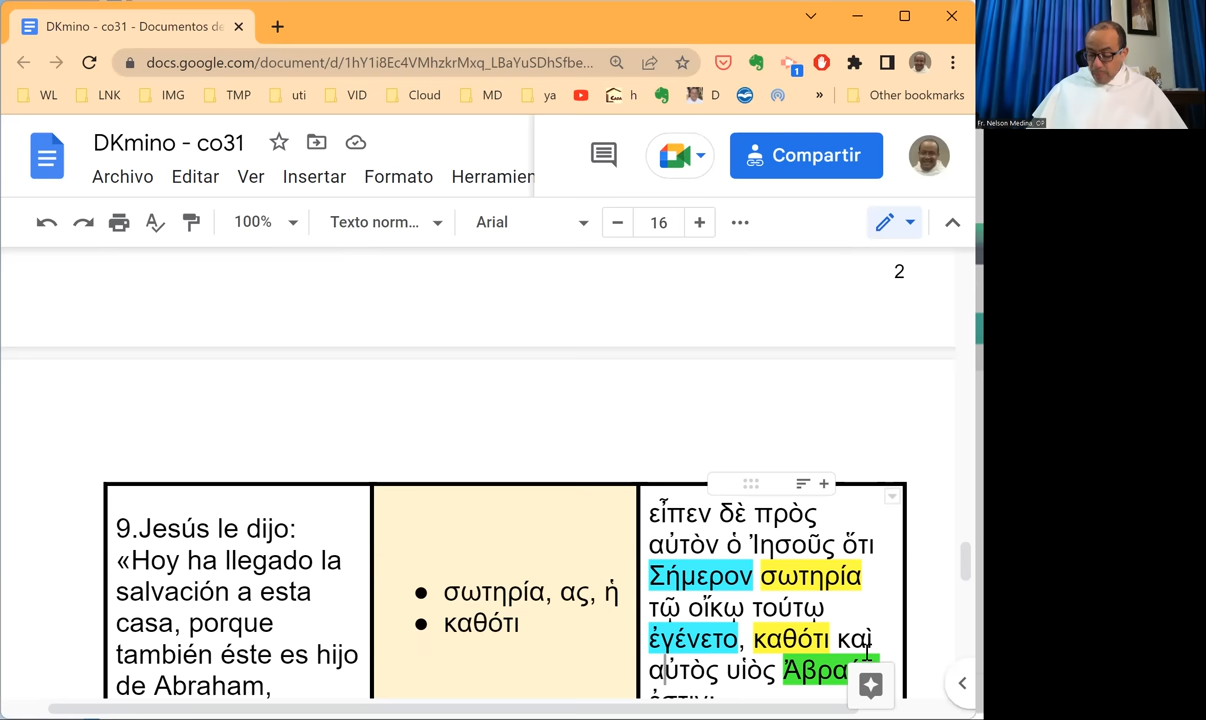 DKmino - co31 - Documentos de
docs.google.com/document/d/1hY1i8Ec4VMhzkrMxq_LBaYuSDhSfbe...
1
WL LNK IMG TMP uti VID Cloud MD ya h D » Other bookmarks
Fr. Nelson Medina, OP
DKmino - co31
Compartir
Archivo Editar Ver Insertar Formato
100% Texto norm... Arial 16
2
9.Jesús le dijo:
«Hoy ha llegado la
salvación a esta
casa, porque
también éste es hijo
de Abraham,
σωτηρία, ας, ἡ
καθότι
εἶπεν δὲ πρὸς
αὐτὸν ὁ Ἰησοῦς ὅτι
Σήμερον σωτηρία
τῷ οἴκῳ τούτῳ
ἐγένετο, καθότι καὶ
αὐτὸς υἱὸς